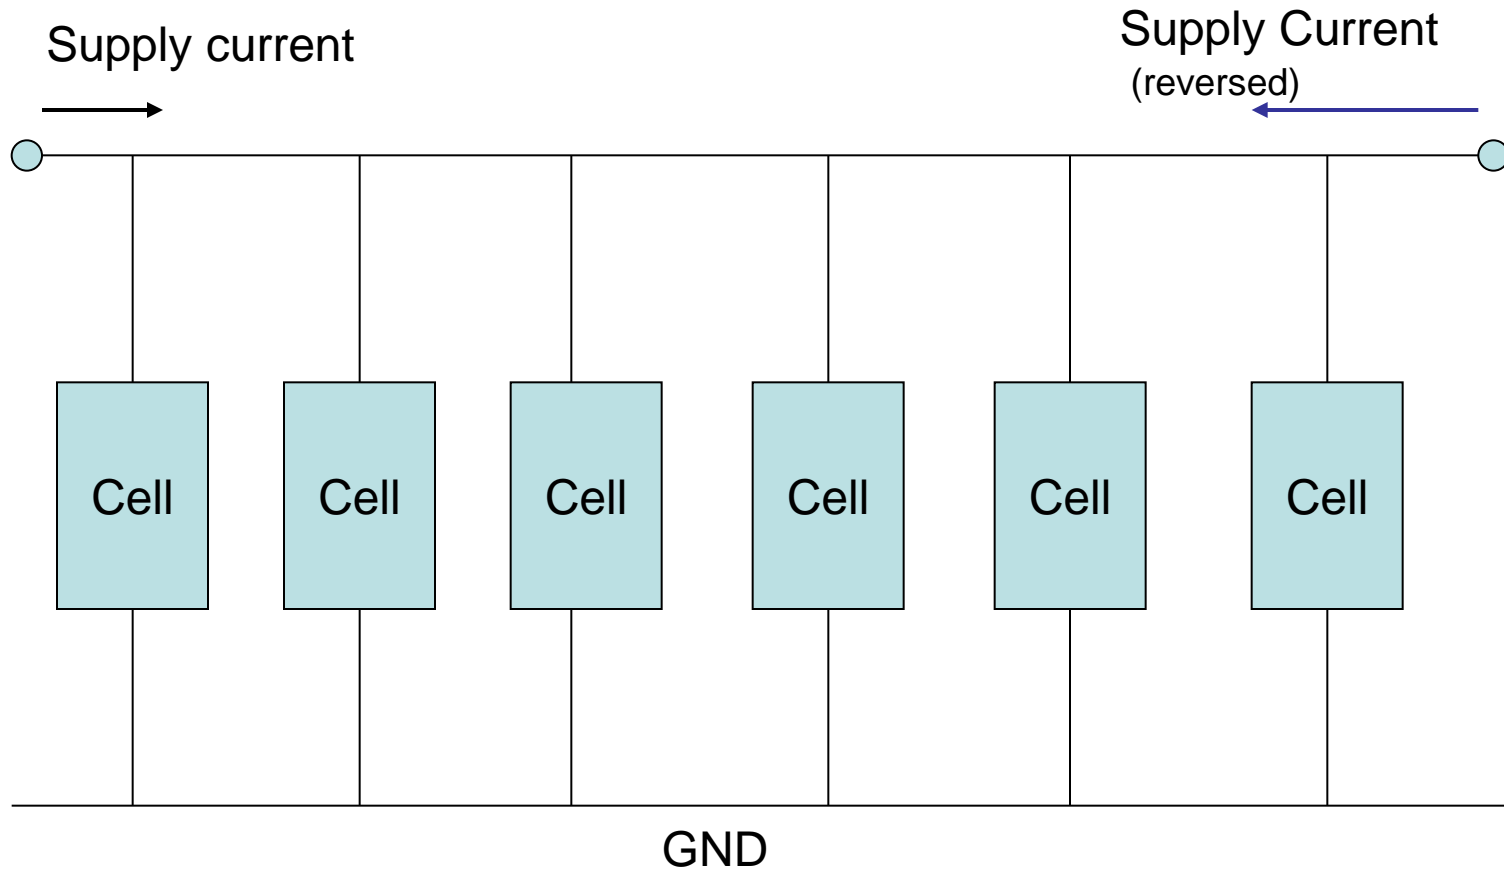 Supply current
Supply Current
(reversed)
Cell
Cell
Cell
Cell
Cell
Cell
GND